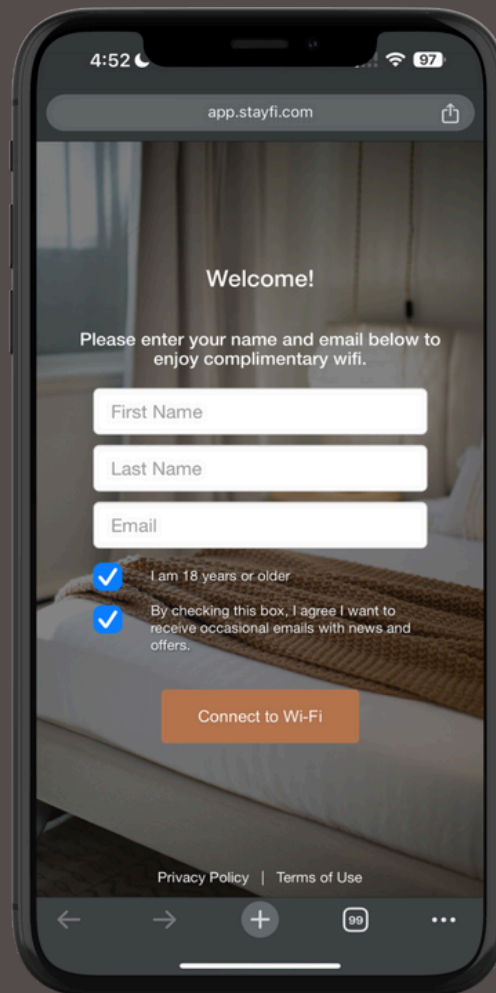 4:52
97
app.stayfi.com
Welcome!
Please enter your name and email below to
enjoy complimentary wifi.
First Name
Last Name
Email
I am 18 years or older
By checking this box, I agree I want to
receive occasional emails with news and
offers.
Connect to Wi-Fi
Privacy Policy | Terms of Use
99